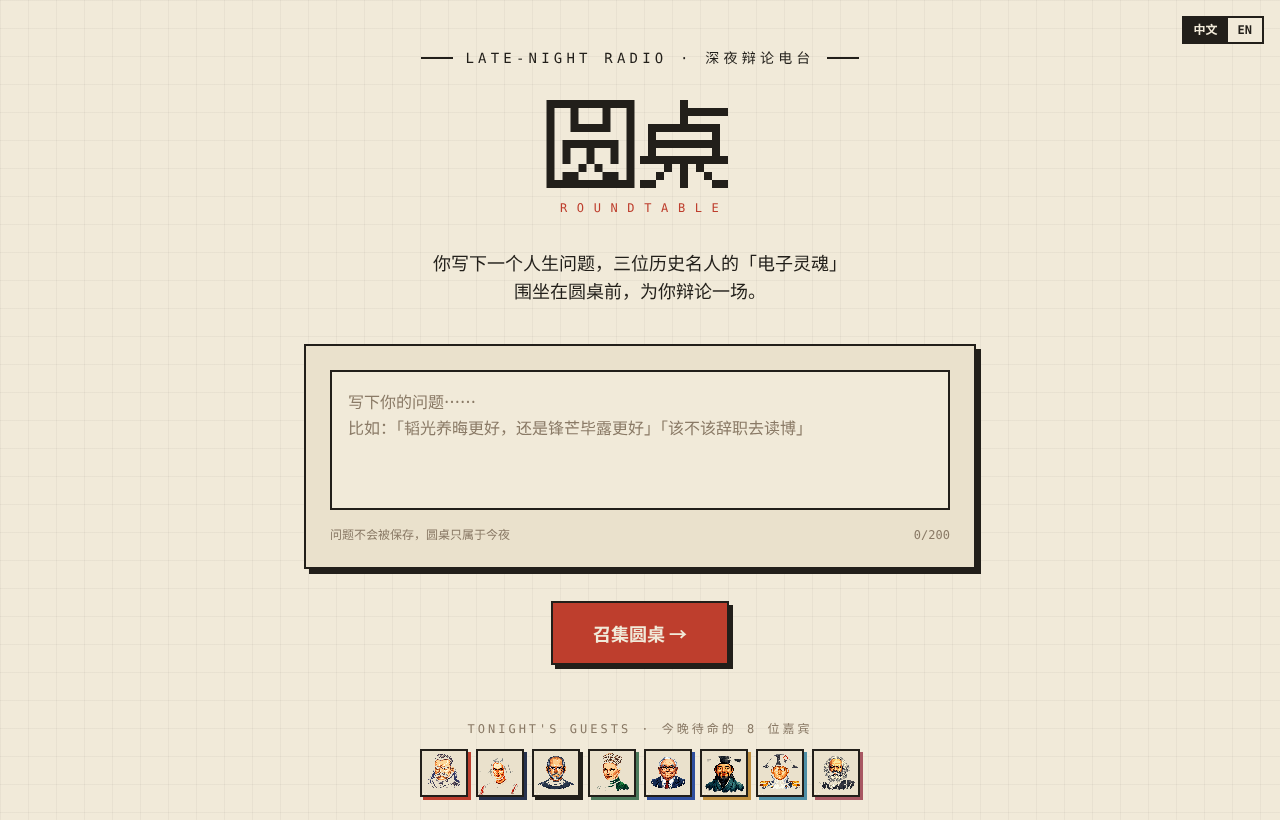 中文 EN
LATE-NIGHT RADIO · 深夜辩论电台
圆桌
ROUNDTABLE
你写下一个人生问题，三位历史名人的「电子灵魂」
围坐在圆桌前，为你辩论一场。
写下你的问题……
比如：「韬光养晦更好，还是锋芒毕露更好」「该不该辞职去读博」
问题不会被保存，圆桌只属于今夜 0/200
召集圆桌 →
TONIGHT'S GUESTS · 今晚待命的 8 位嘉宾